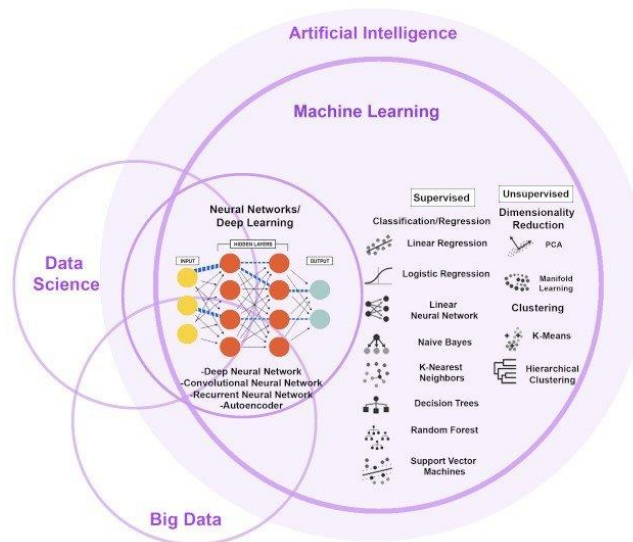 Artificial Intelligence
Machine Learning
Data
Science
Big Data
Neural Networks/
Deep Learning
HIDDEN LAYERS
INPUT
OUTPUT
-Deep Neural Network
-Convolutional Neural Network
-Recurrent Neural Network
-Autoencoder
Supervised
Classification/Regression
Linear Regression
Logistic Regression
Linear
Neural Network
Naive Bayes
K-Nearest
Neighbors
Decision Trees
Random Forest
Support Vector
Machines
Unsupervised
Dimensionality
Reduction
PCA
Manifold
Learning
Clustering
K-Means
Hierarchical
Clustering